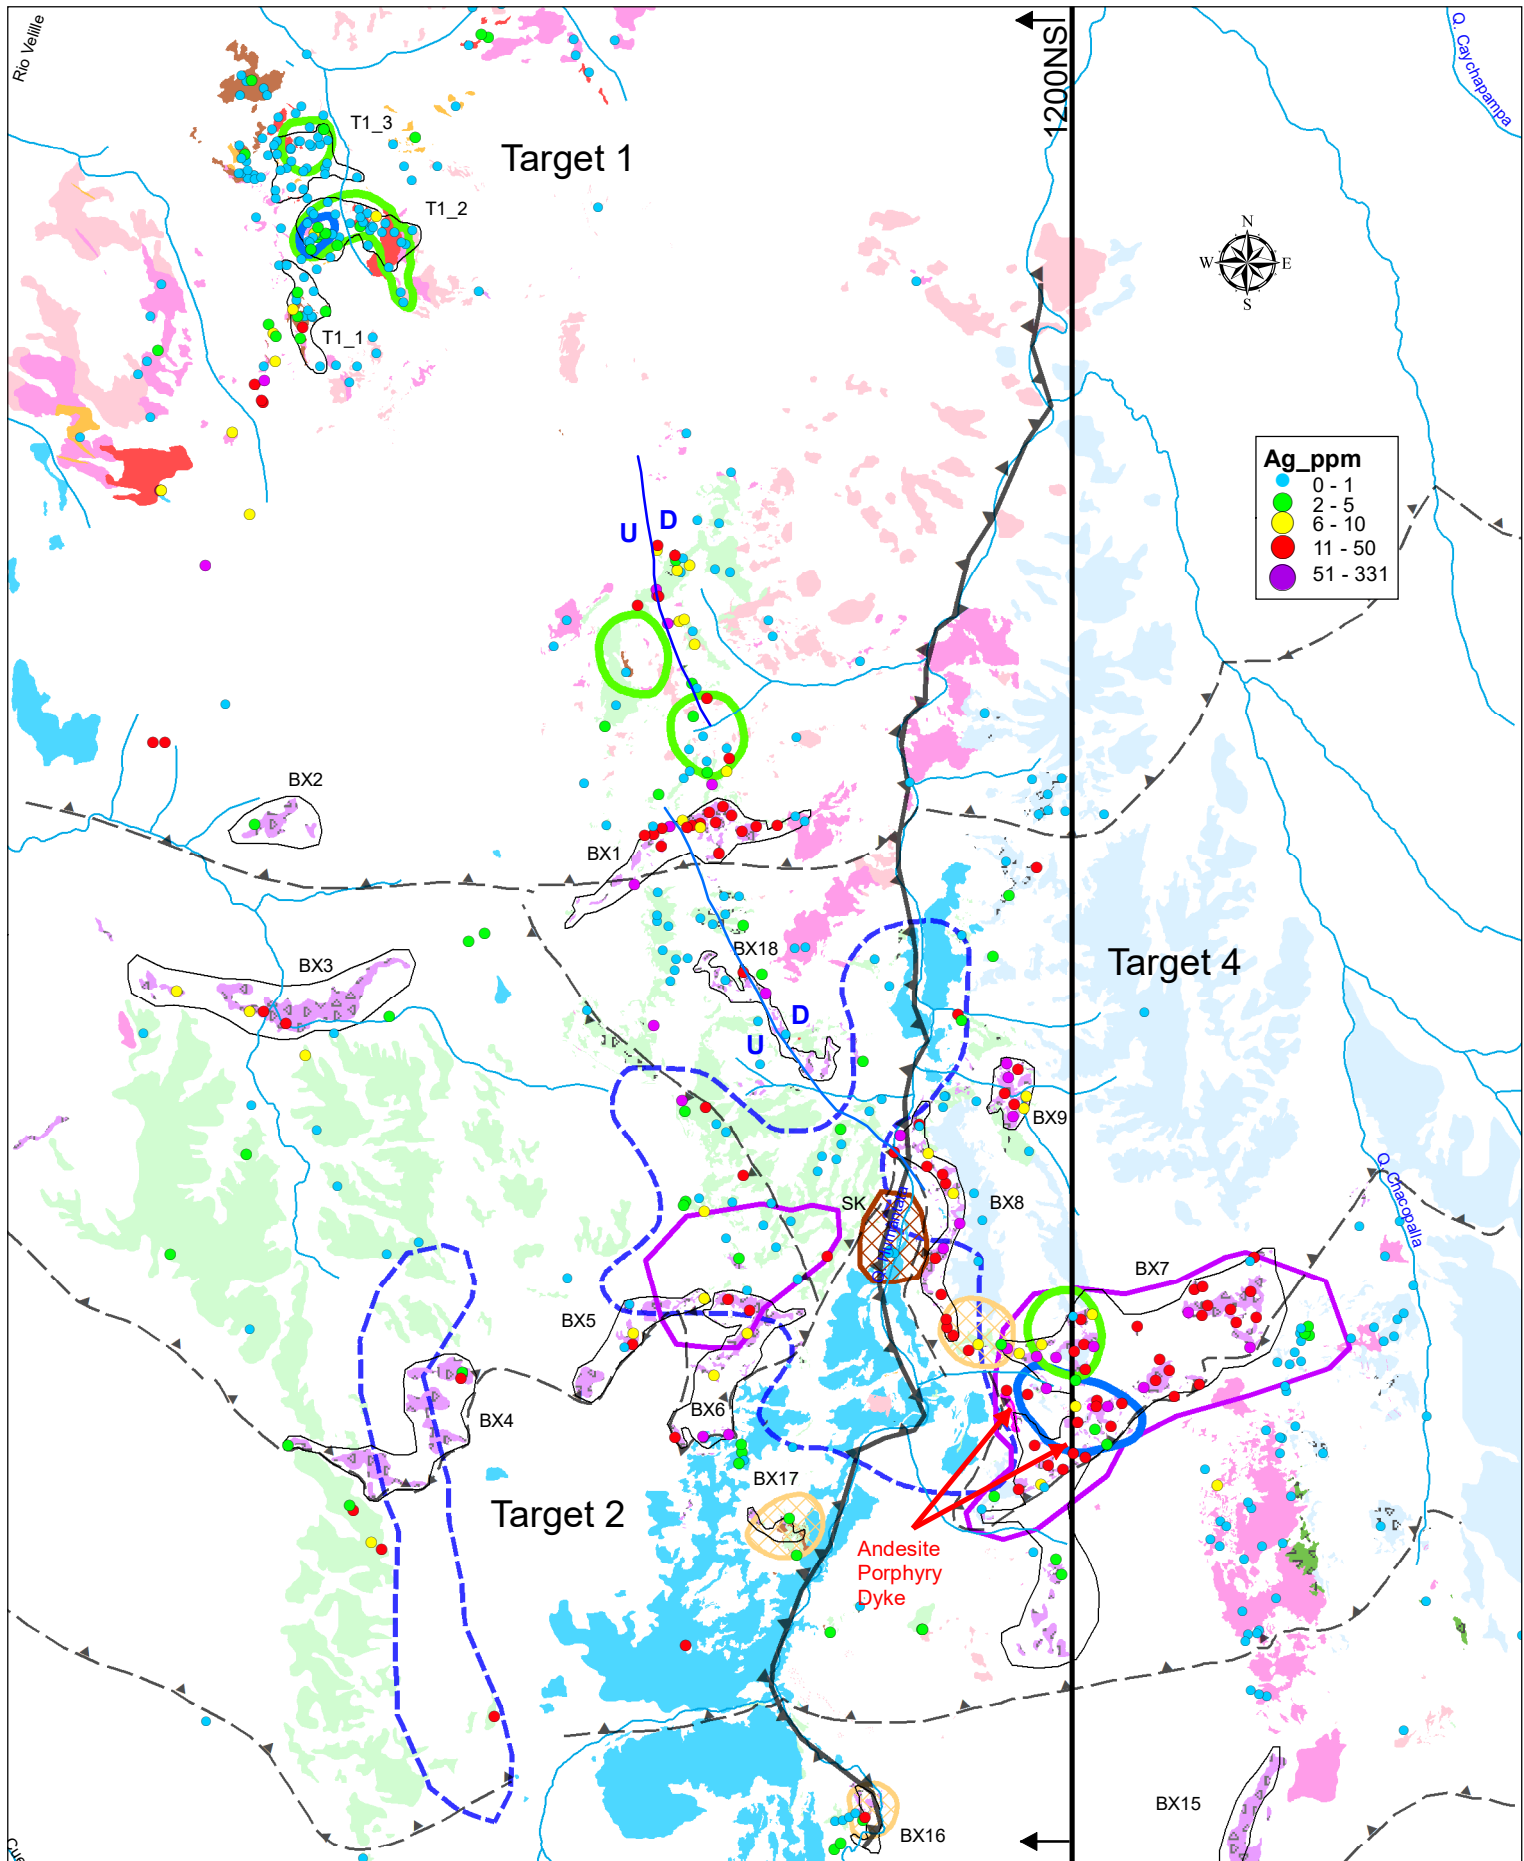 Rio Velille
1200NS
Q. Caychapampa
T1_3
Target 1
T1_2
N
W
E
S
T1_1
Ag_ppm
0 - 1
2 - 5
6 - 10
11 - 50
51 - 331
U
D
BX2
BX1
BX18
BX3
Target 4
D
U
BX9
Q. Chacopalla
SK
BX8
BX7
BX5
BX6
BX4
BX17
Target 2
Andesite
Porphyry
Dyke
BX15
BX16